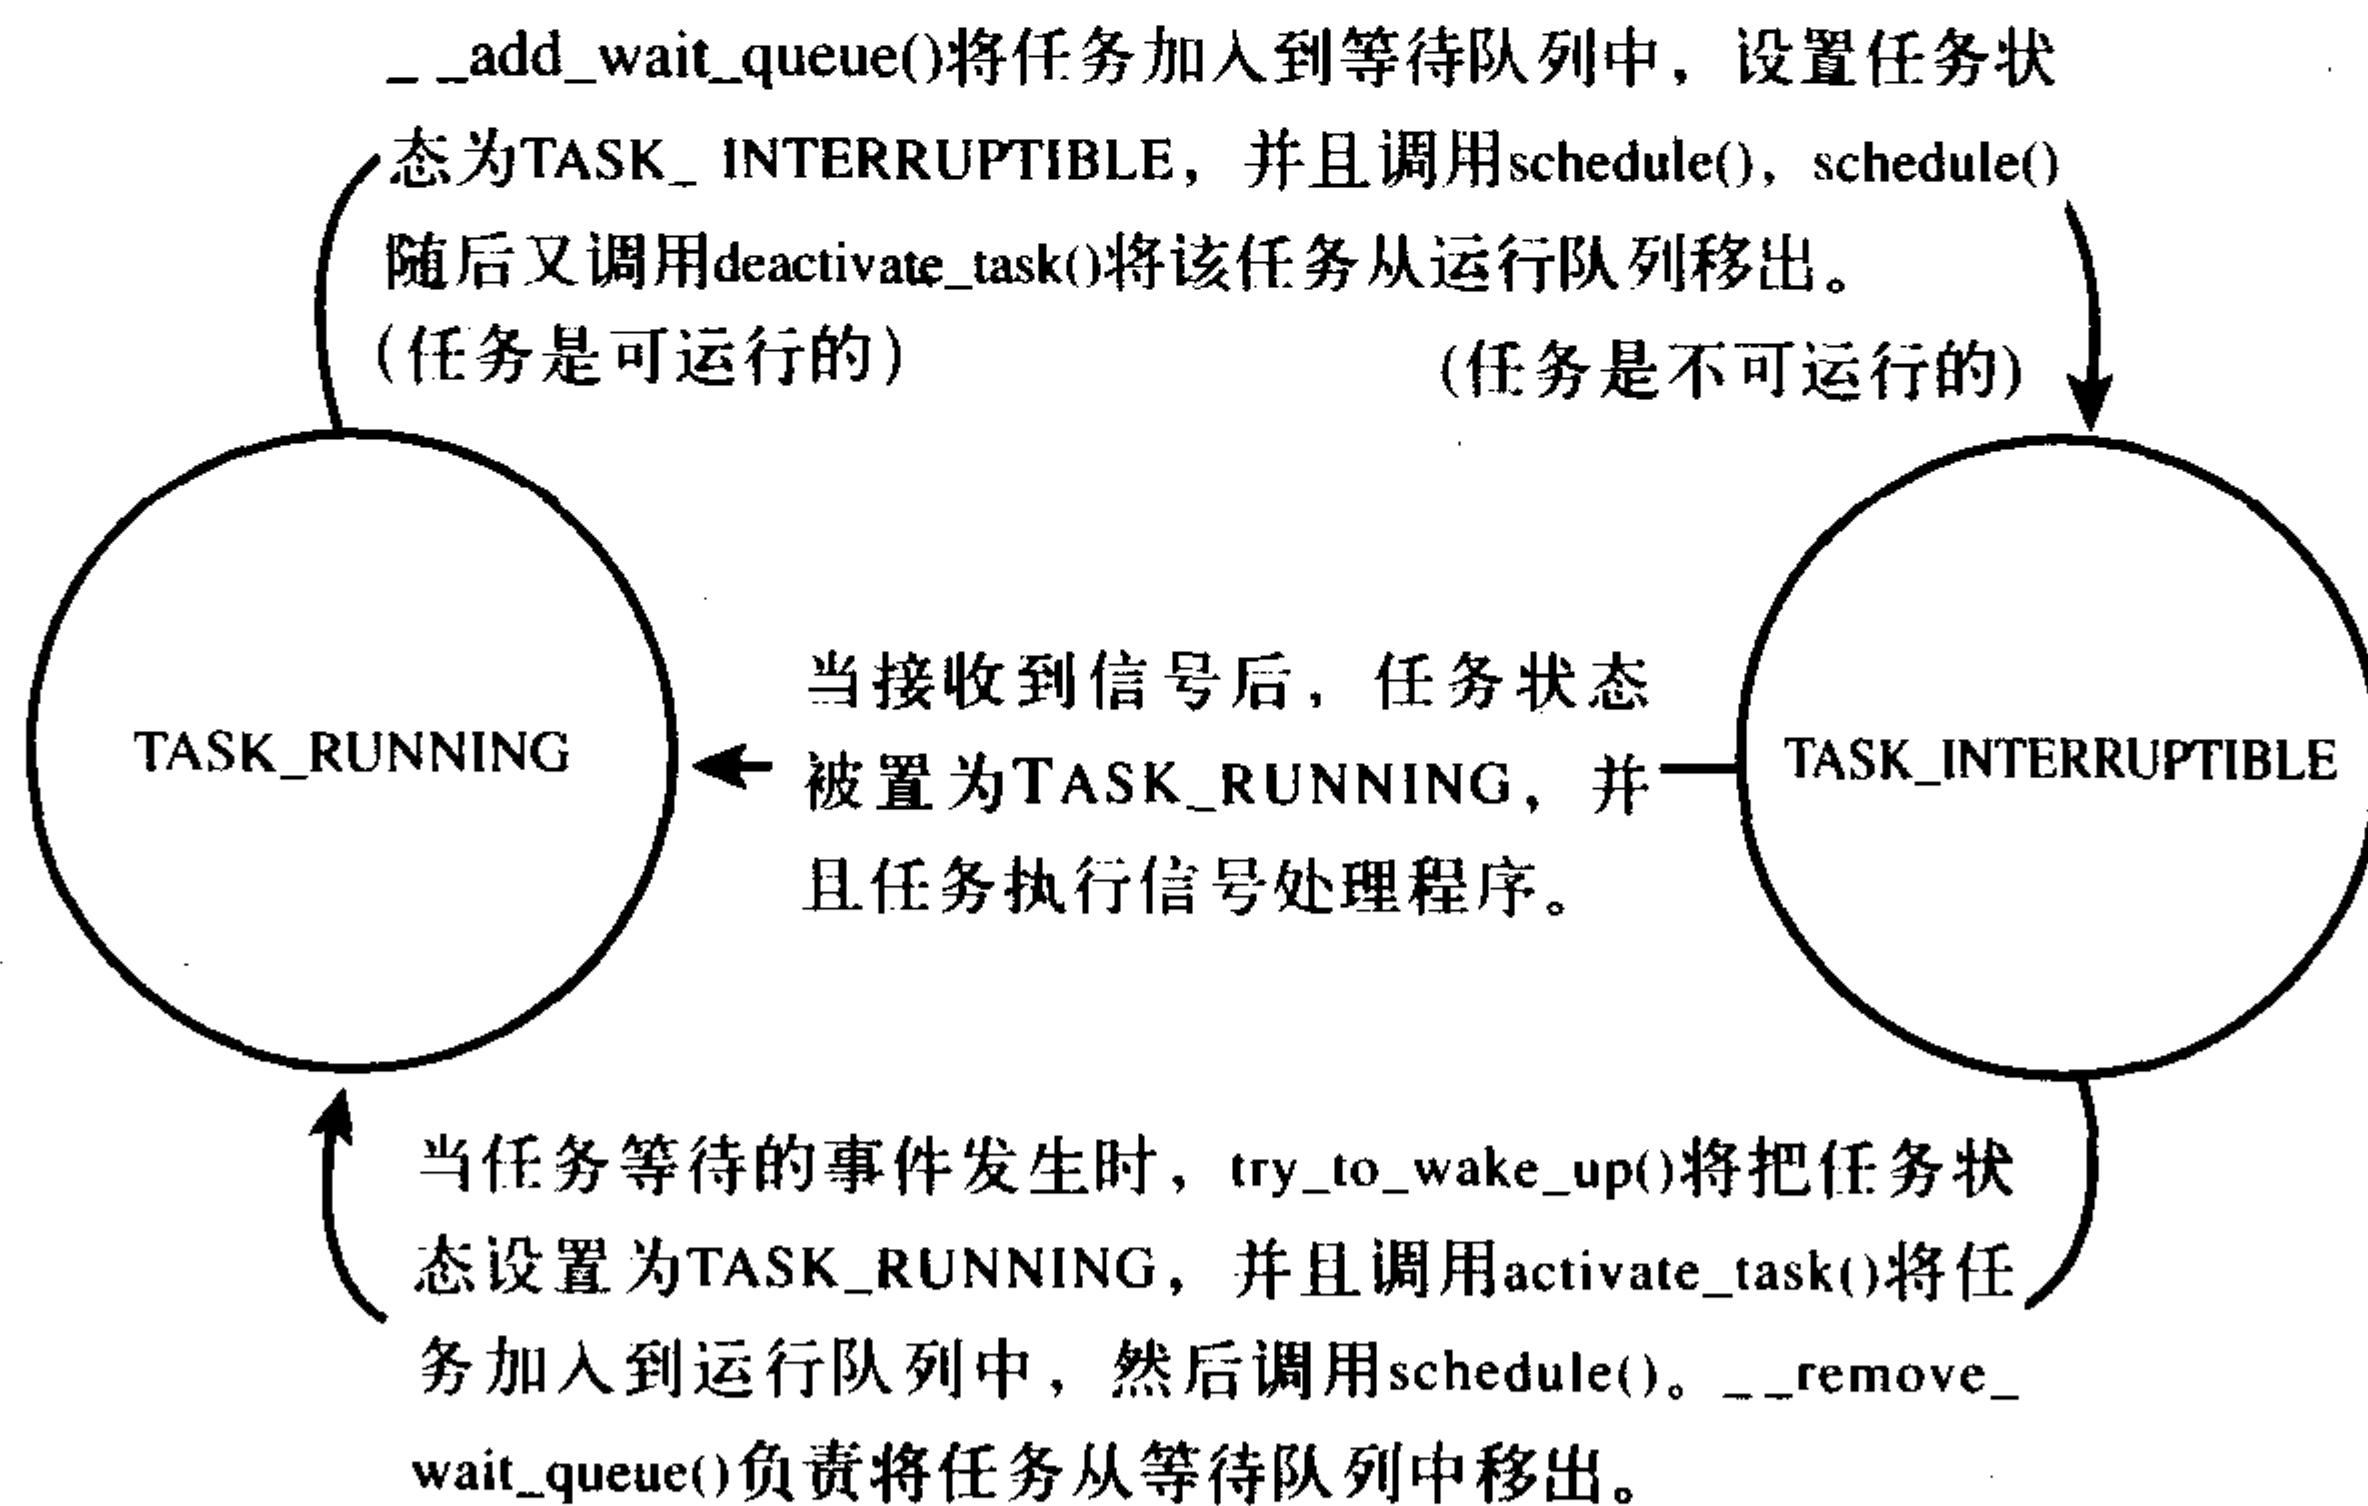 __add_wait_queue()将任务加入到等待队列中，设置任务状
态为TASK_ INTERRUPTIBLE，并且调用schedule()，schedule()
随后又调用deactivate_task()将该任务从运行队列移出。
(任务是可运行的)
(任务是不可运行的)
TASK_RUNNING
当接收到信号后，任务状态
被置为TASK_RUNNING，并
且任务执行信号处理程序。
TASK_INTERRUPTIBLE
当任务等待的事件发生时，try_to_wake_up()将把任务状
态设置为TASK_RUNNING，并且调用activate_task()将任
务加入到运行队列中，然后调用schedule()。__remove_
wait_queue()负责将任务从等待队列中移出。